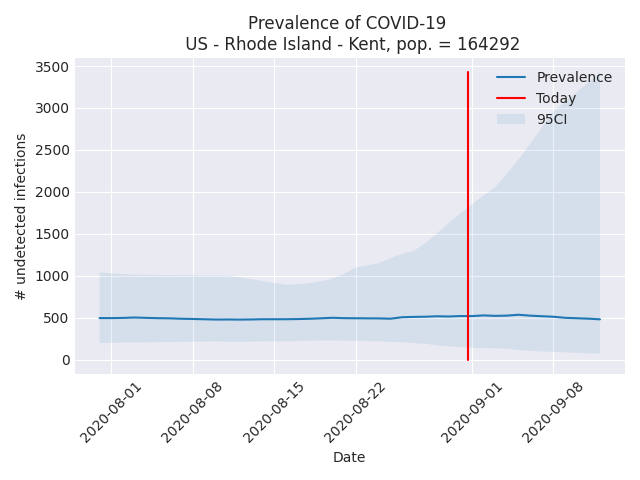 Prevalence of COVID-19
US - Rhode Island - Kent, pop. = 164292
3500
3000
2500
2000
1500
1000
500
0
# undetected infections
Prevalence
Today
95CI
2020-08-01
2020-08-08
2020-08-15
2020-08-22
2020-09-01
2020-09-08
Date